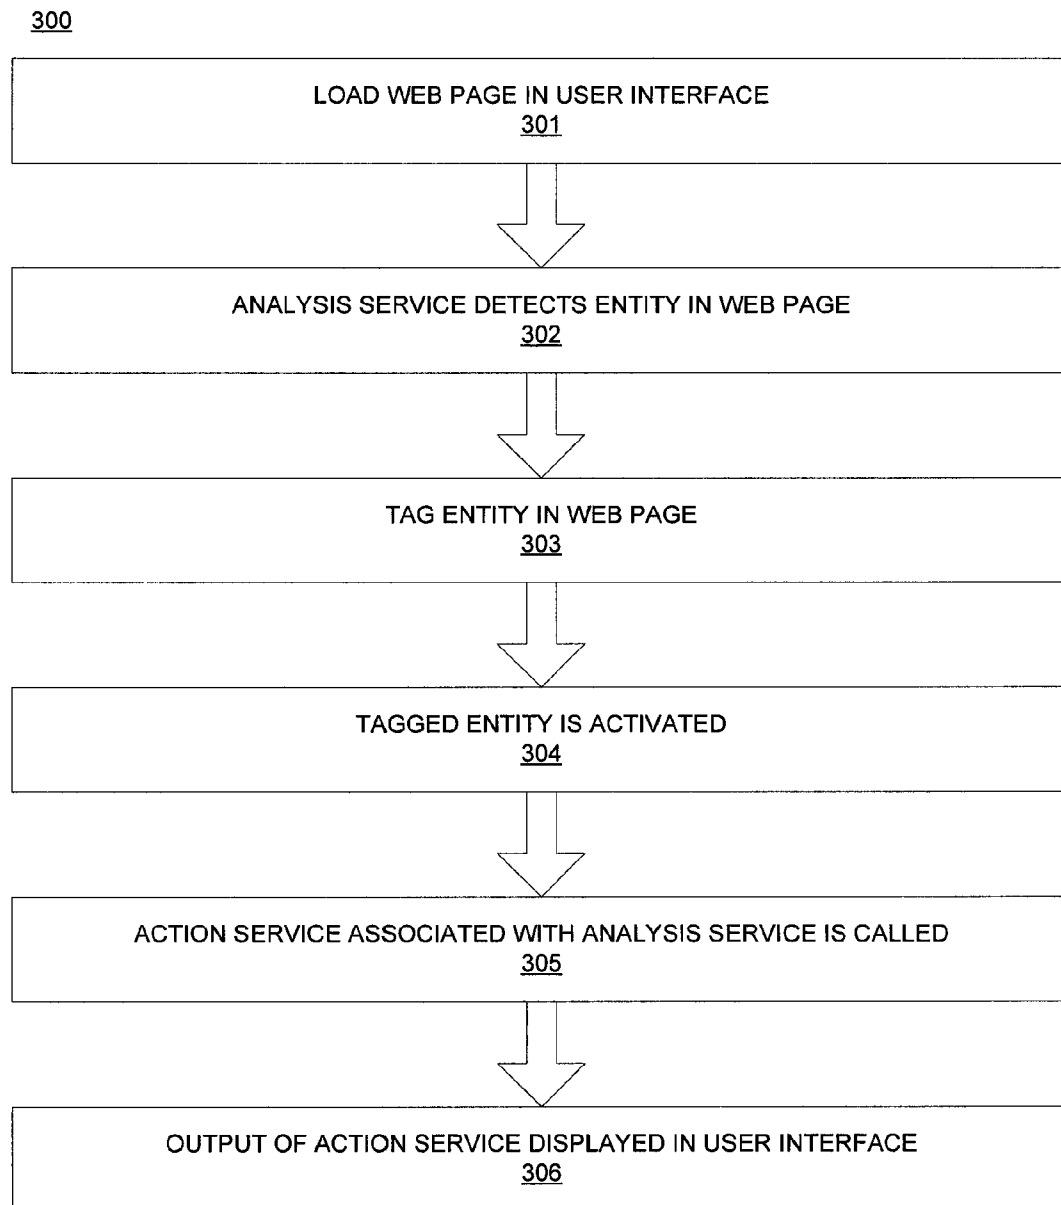 300
LOAD WEB PAGE IN USER INTERFACE
301
ANALYSIS SERVICE DETECTS ENTITY IN WEB PAGE
302
TAG ENTITY IN WEB PAGE
303
TAGGED ENTITY IS ACTIVATED
304
ACTION SERVICE ASSOCIATED WITH ANALYSIS SERVICE IS CALLED
305
OUTPUT OF ACTION SERVICE DISPLAYED IN USER INTERFACE
306